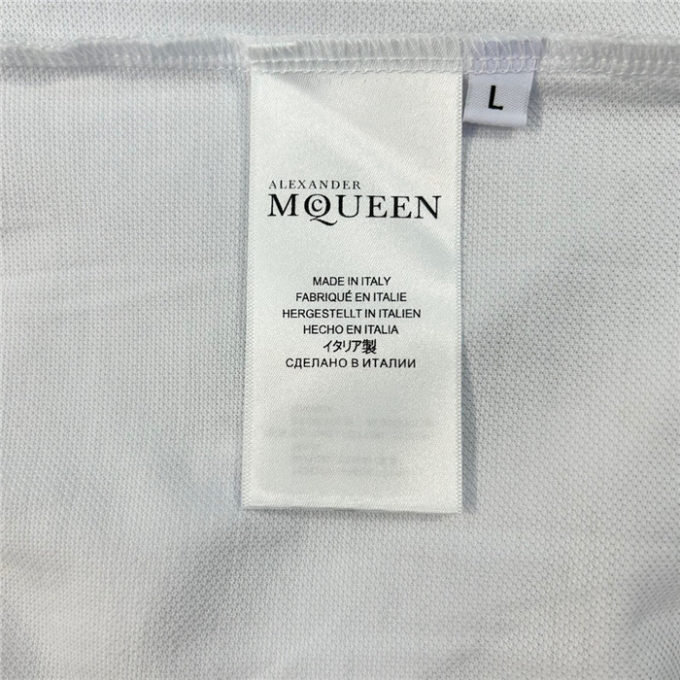 L
ALEXANDER
McQUEEN
MADE IN ITALY
FABRIQUÉ EN ITALIE
HERGESTELLT IN ITALIEN
HECHO EN ITALIA
イタリア製
СДЕЛАНО В ИТАЛИИ